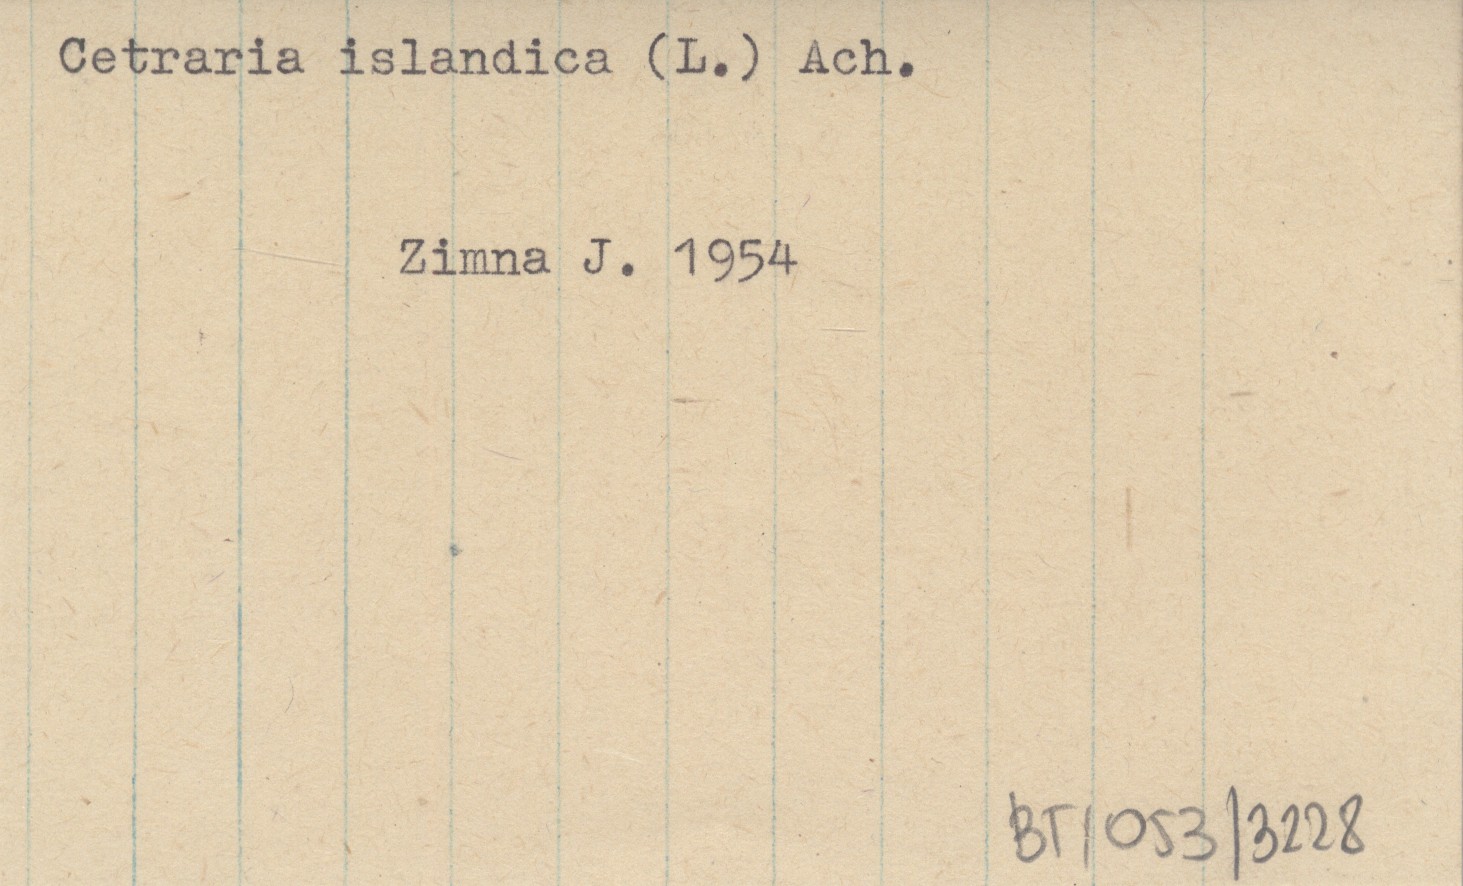 Cetraria islandica (L.) Ach.
Zimna J. 1954
BT/053/3228